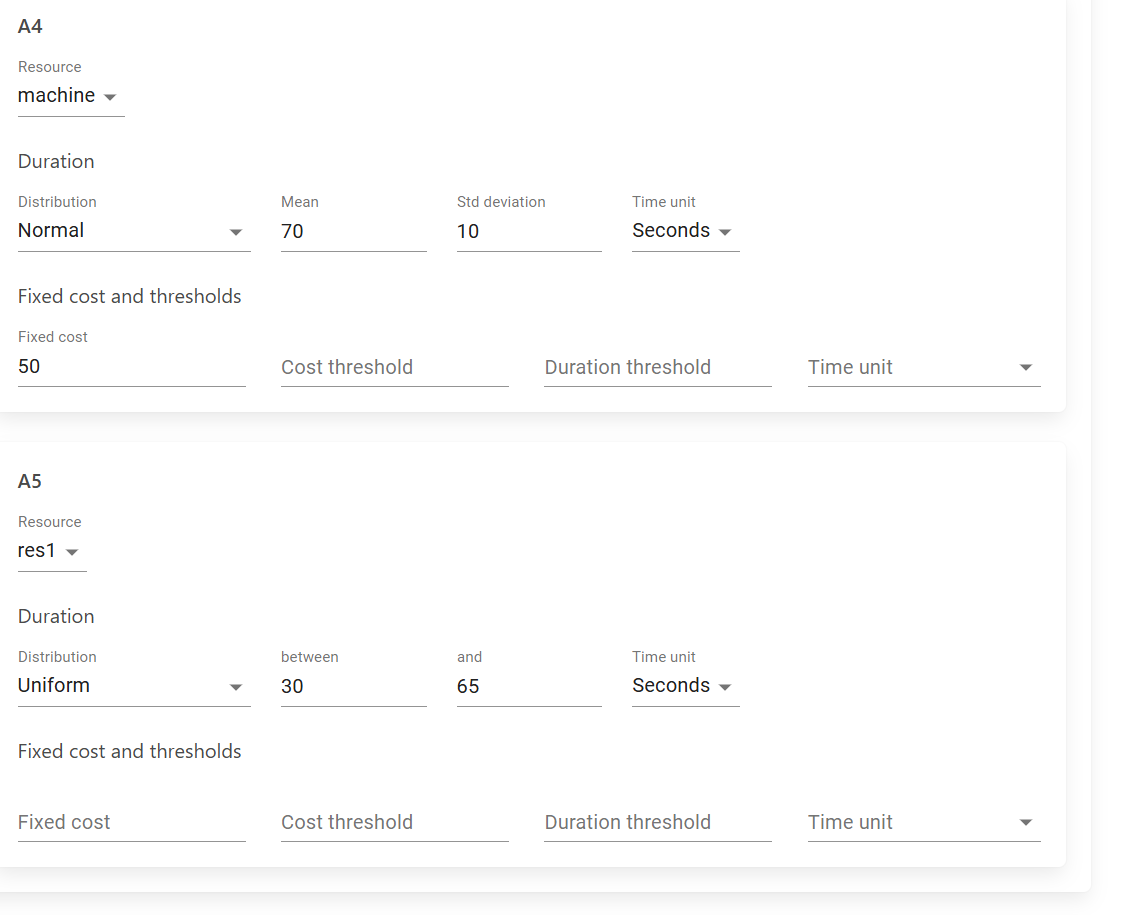 A4
Resource
machine
Duration
Distribution Mean Std deviation Time unit
Normal 70 10 Seconds
Fixed cost and thresholds
Fixed cost
50 Cost threshold Duration threshold Time unit
A5
Resource
res1
Duration
Distribution between and Time unit
Uniform 30 65 Seconds
Fixed cost and thresholds
Fixed cost Cost threshold Duration threshold Time unit